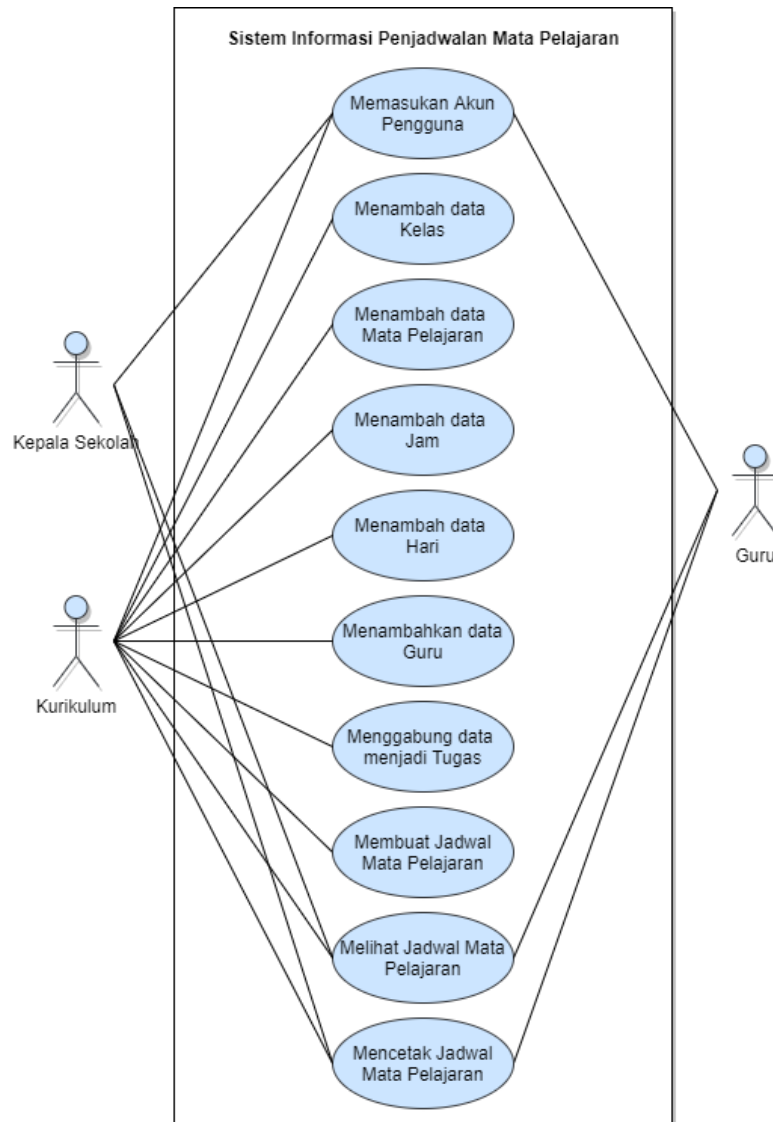 Sistem Informasi Penjadwalan Mata Pelajaran
Memasukan Akun
Pengguna
Menambah data
Kelas
Menambah data
Mata Pelajaran
Kepala Sekolah
Menambah data
Jam
Guru
Menambah data
Hari
Kurikulum
Menambahkan data
Guru
Menggabung data
menjadi Tugas
Membuat Jadwal
Mata Pelajaran
Melihat Jadwal Mata
Pelajaran
Mencetak Jadwal
Mata Pelajaran